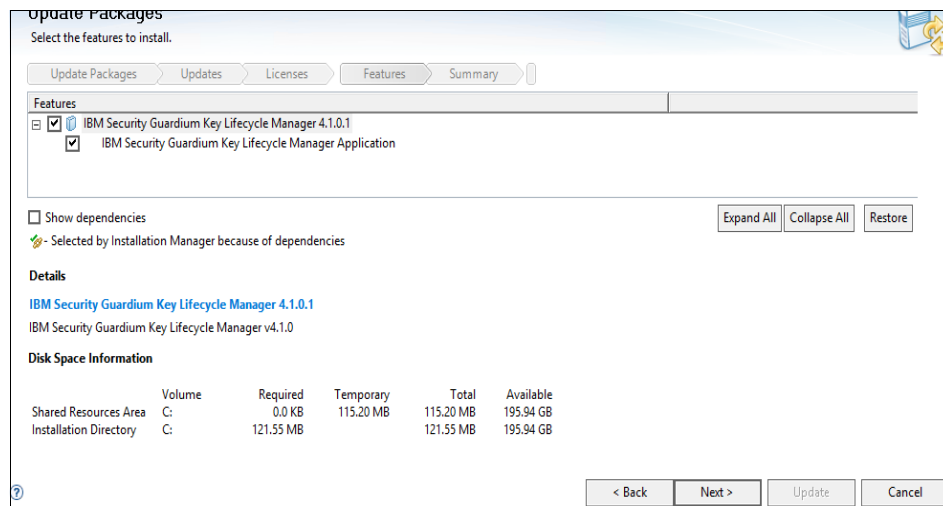 Update Packages
Select the features to install.
Update Packages Updates Licenses Features Summary
Features
IBM Security Guardium Key Lifecycle Manager 4.1.0.1
IBM Security Guardium Key Lifecycle Manager Application
Show dependencies Expand All Collapse All Restore
- Selected by Installation Manager because of dependencies
Details
IBM Security Guardium Key Lifecycle Manager 4.1.0.1
IBM Security Guardium Key Lifecycle Manager v4.1.0
Disk Space Information
Volume Required Temporary Total Available
Shared Resources Area C: 0.0 KB 115.20 MB 115.20 MB 195.94 GB
Installation Directory C: 121.55 MB 121.55 MB 195.94 GB
? < Back Next > Update Cancel